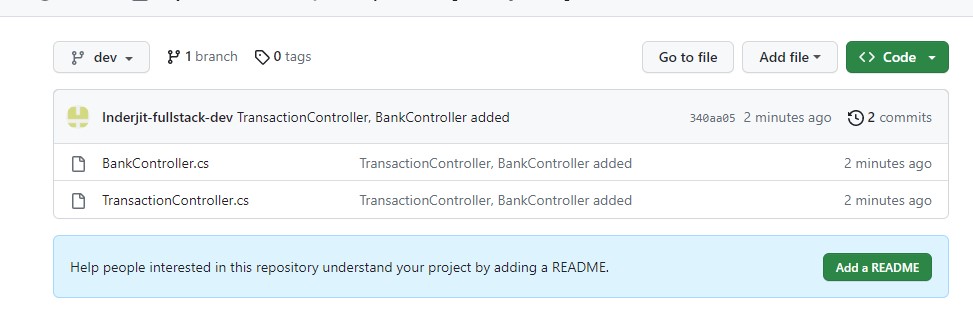 dev 1 branch 0 tags Go to file Add file Code
Inderjit-fullstack-dev TransactionController, BankController added 340aa05 2 minutes ago 2 commits
BankController.cs TransactionController, BankController added 2 minutes ago
TransactionController.cs TransactionController, BankController added 2 minutes ago
Help people interested in this repository understand your project by adding a README. Add a README